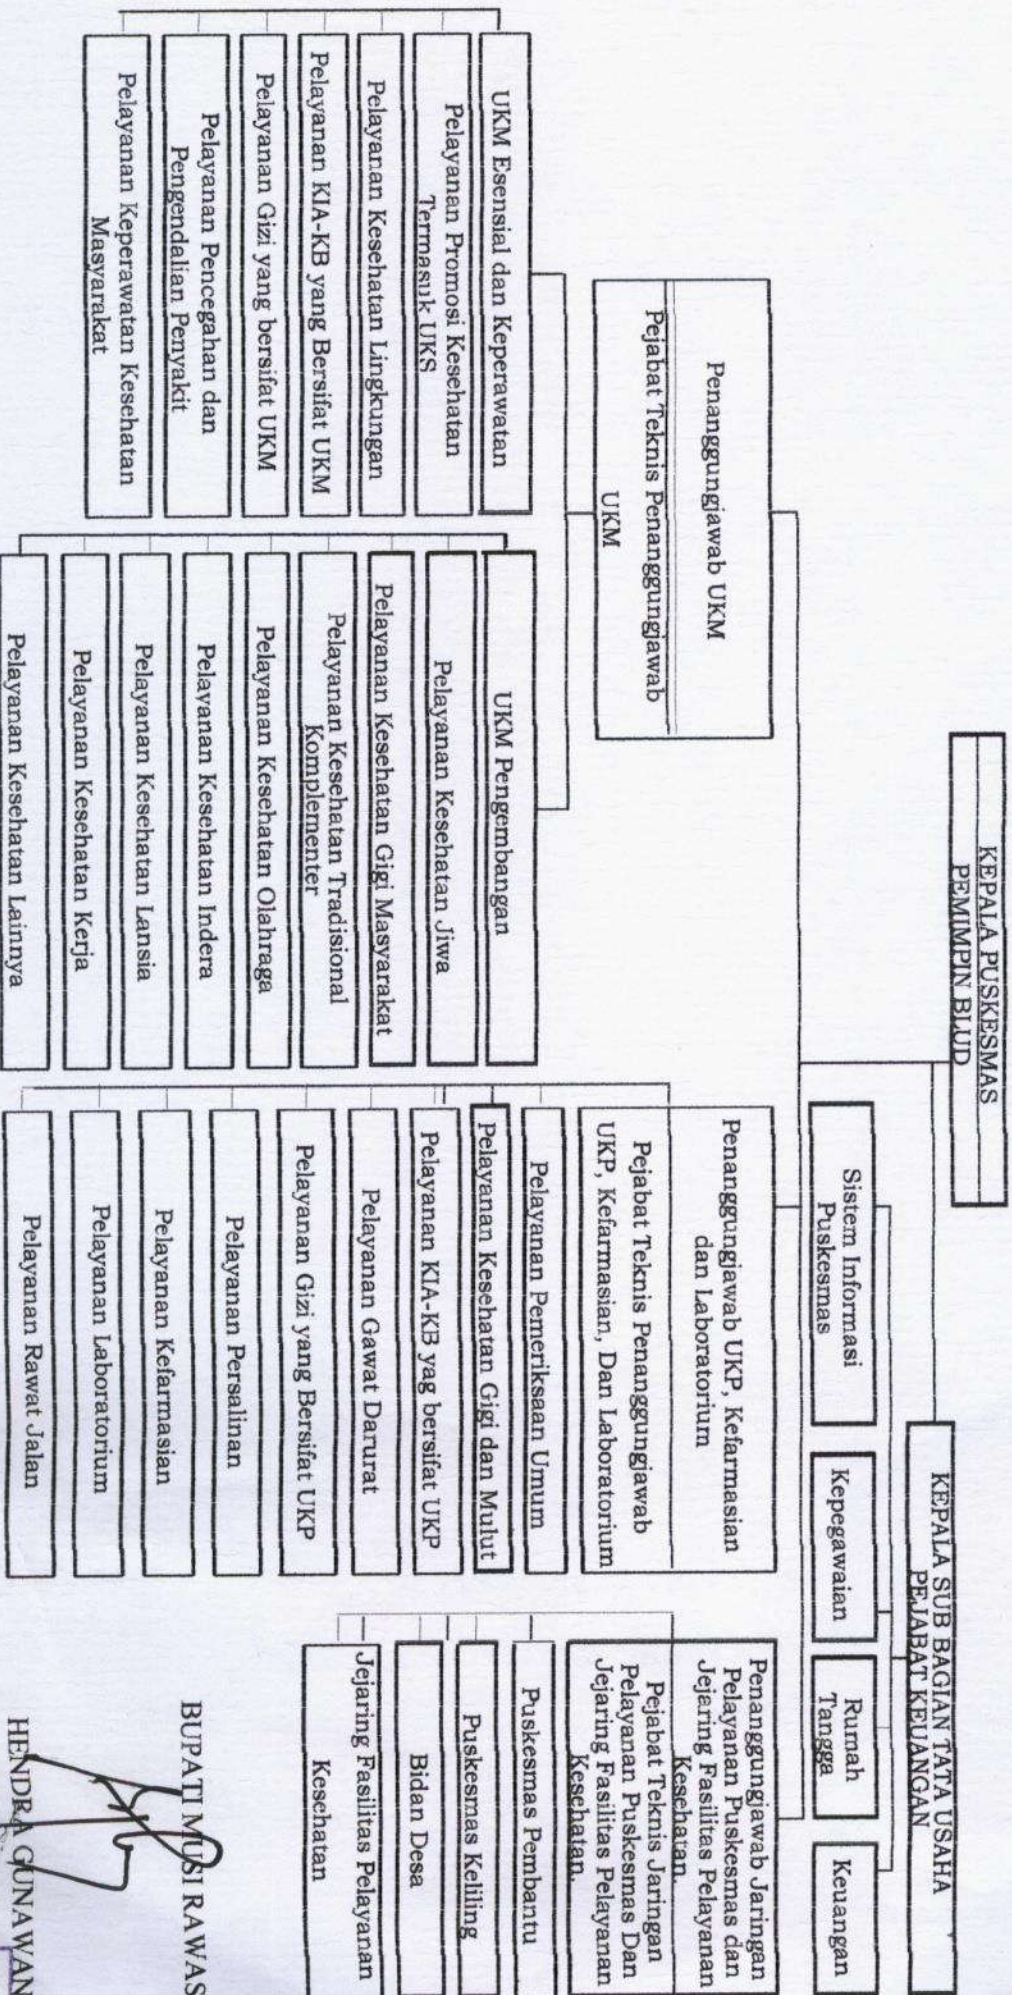 KEPALA PUSKESMAS
PEMIMPIN BLUD
KEPALA SUB BAGIAN TATA USAHA
PEJABAT KEUANGAN
Sistem Informasi
Puskesmas
Kepegawaian
Rumah
Tangga
Keuangan
Penanggungjawab UKM
Pejabat Teknis Penanggungjawab
UKM
UKM Esensial dan Keperawatan
Pelayanan Promosi Kesehatan
Termasuk UKS
Pelayanan Kesehatan Lingkungan
Pelayanan KIA-KB yang Bersifat UKM
Pelayanan Gizi yang bersifat UKM
Pelayanan Pencegahan dan
Pengendalian Penyakit
Pelayanan Keperawatan Kesehatan
Masyarakat
UKM Pengembangan
Pelayanan Kesehatan Jiwa
Pelayanan Kesehatan Gigi Masyarakat
Pelayanan Kesehatan Tradisional
Komplementer
Pelayanan Kesehatan Olahraga
Pelayanan Kesehatan Indera
Pelayanan Kesehatan Lansia
Pelayanan Kesehatan Kerja
Pelayanan Kesehatan Lainnya
Penanggungjawab UKP, Kefarmasian
dan Laboratorium
Pejabat Teknis Penanggungjawab
UKP, Kefarmasian, Dan Laboratorium
Pelayanan Pemeriksaan Umum
Pelayanan Kesehatan Gigi dan Mulut
Pelayanan KIA-KB yag bersifat UKP
Pelayanan Gawat Darurat
Pelayanan Gizi yang Bersifat UKP
Pelayanan Persalinan
Pelayanan Kefarmasian
Pelayanan Laboratorium
Pelayanan Rawat Jalan
Penanggungjawab Jaringan
Pelayanan Puskesmas dan
Jejaring Fasilitas Pelayanan
Kesehatan.
Pejabat Teknis Jaringan
Pelayanan Puskesmas Dan
Jejaring Fasilitas Pelayanan
Kesehatan.
Puskesmas Pembantu
Puskesmas Keliling
Bidan Desa
Jejaring Fasilitas Pelayanan
Kesehatan
BUPATI MUSI RAWAS
HENDRA GUNAWAN